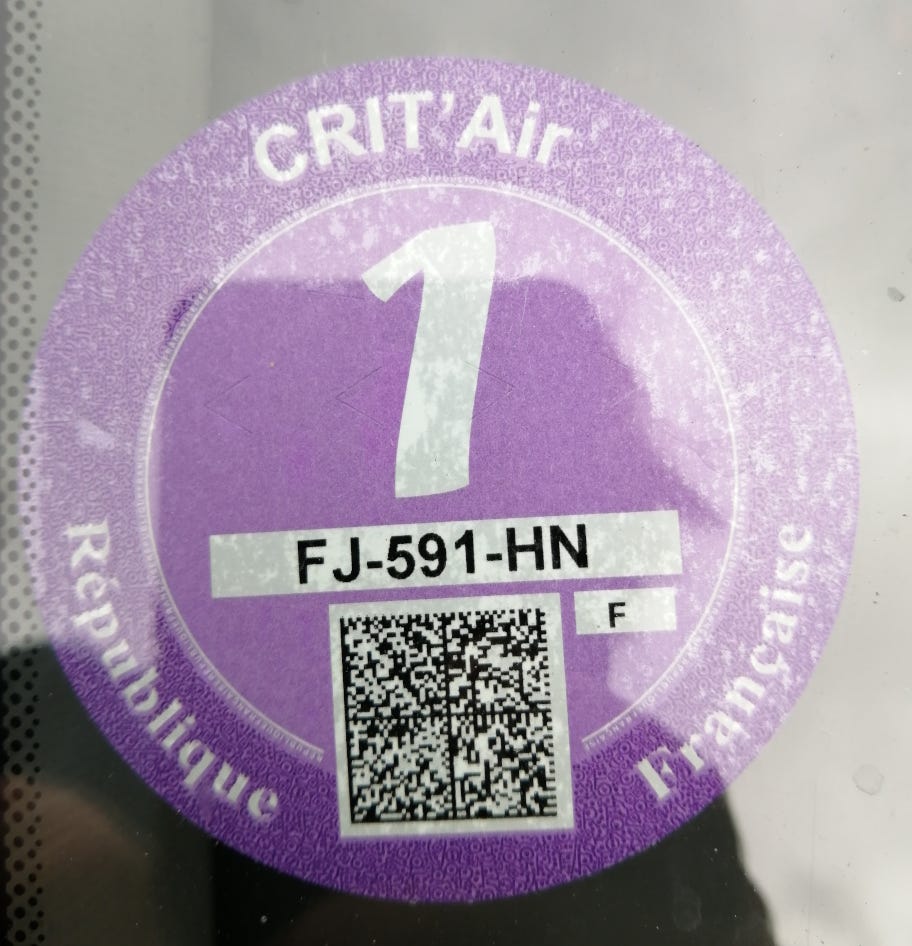 CRIT'Air
1
FJ-591-HN
F
République
Française